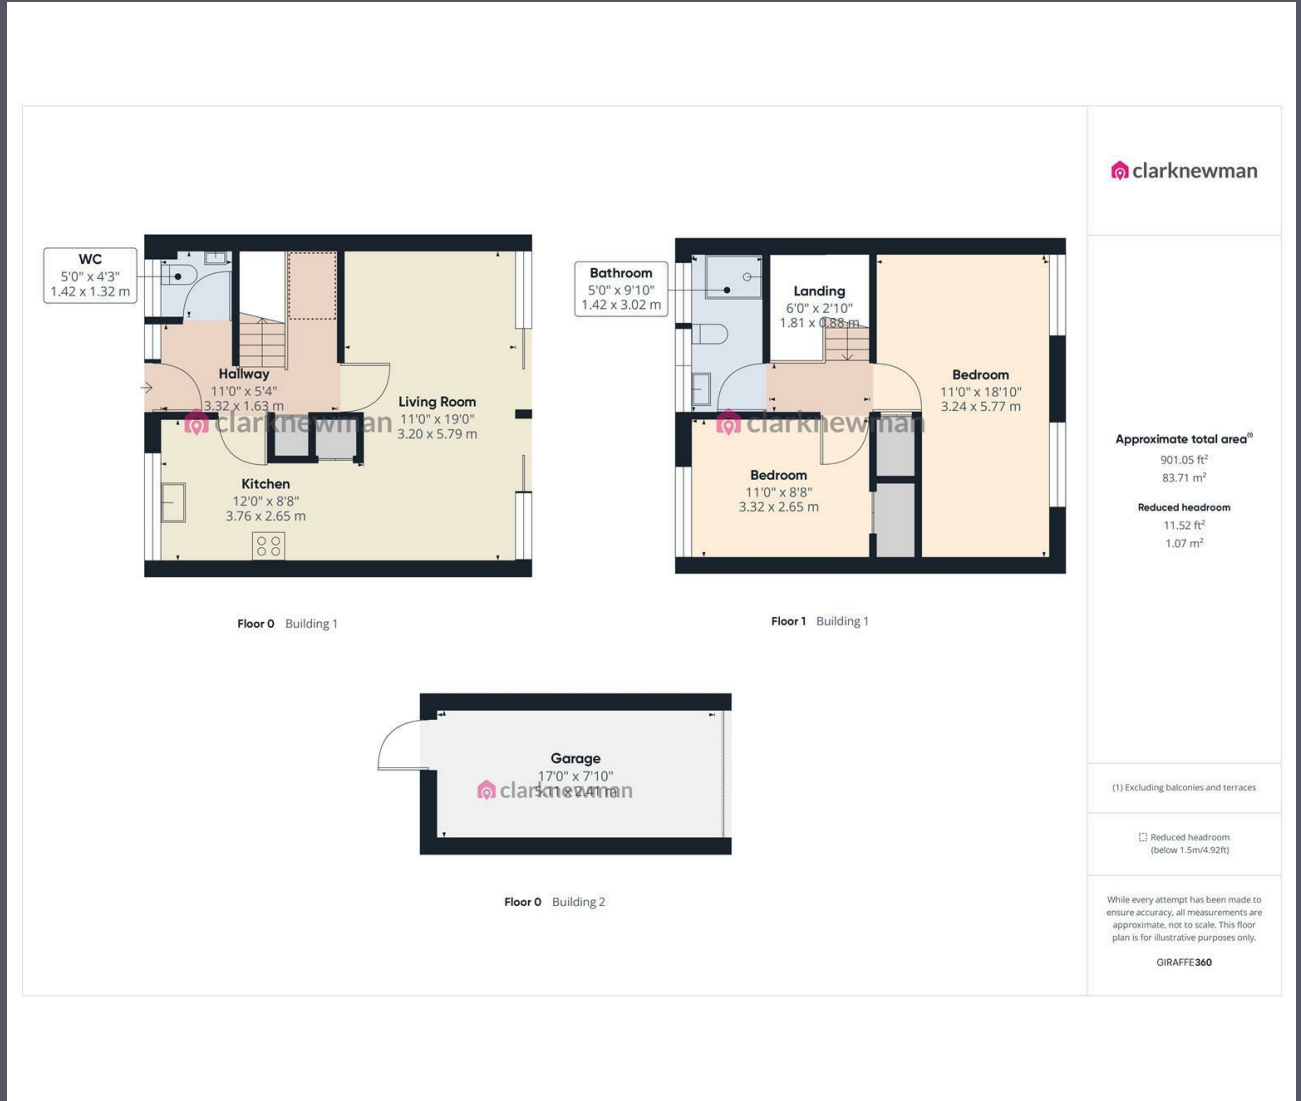 clarknewman
WC
5'0" x 4'3"
1.42 x 1.32 m
Hallway
11'0" x 5'4"
3.32 x 1.63 m
clarknewman
Living Room
11'0" x 19'0"
3.20 x 5.79 m
Kitchen
12'0" x 8'8"
3.76 x 2.65 m
Floor 0 Building 1
Bathroom
5'0" x 9'10"
1.42 x 3.02 m
Landing
6'0" x 2'10"
1.81 x 0.88 m
Bedroom
11'0" x 18'10"
3.24 x 5.77 m
clarknewman
Bedroom
11'0" x 8'8"
3.32 x 2.65 m
Floor 1 Building 1
Garage
17'0" x 7'10"
5.11 x 2.41 m
clarknewman
Floor 0 Building 2
Approximate total area(1)
901.05 ft²
83.71 m²
Reduced headroom
11.52 ft²
1.07 m²
(1) Excluding balconies and terraces
Reduced headroom
(below 1.5m/4.92ft)
While every attempt has been made to
ensure accuracy, all measurements are
approximate, not to scale. This floor
plan is for illustrative purposes only.
GIRAFFE360